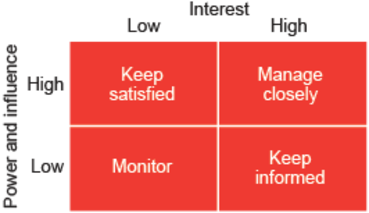 Interest
Low
High
Power and influence
High
Keep
satisfied
Manage
closely
Low
Monitor
Keep
informed